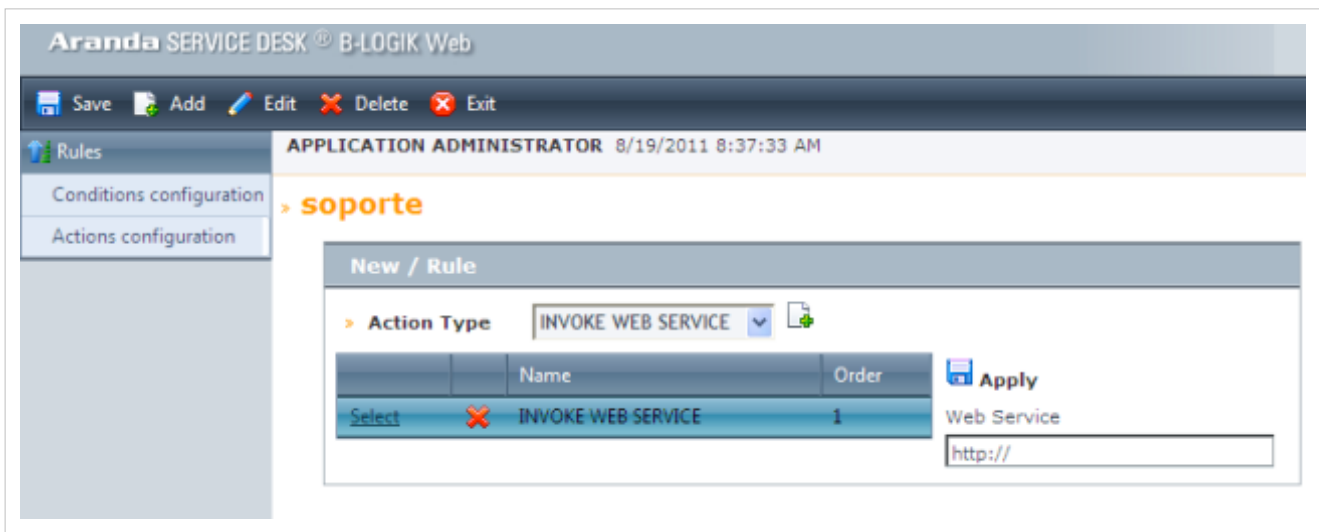 Aranda SERVICE DESK ® B-LOGIK Web
Save Add Edit Delete Exit
Rules
Conditions configuration
Actions configuration
APPLICATION ADMINISTRATOR 8/19/2011 8:37:33 AM
» soporte
New / Rule
» Action Type INVOKE WEB SERVICE
Name Order
Select INVOKE WEB SERVICE 1
Apply
Web Service
http://